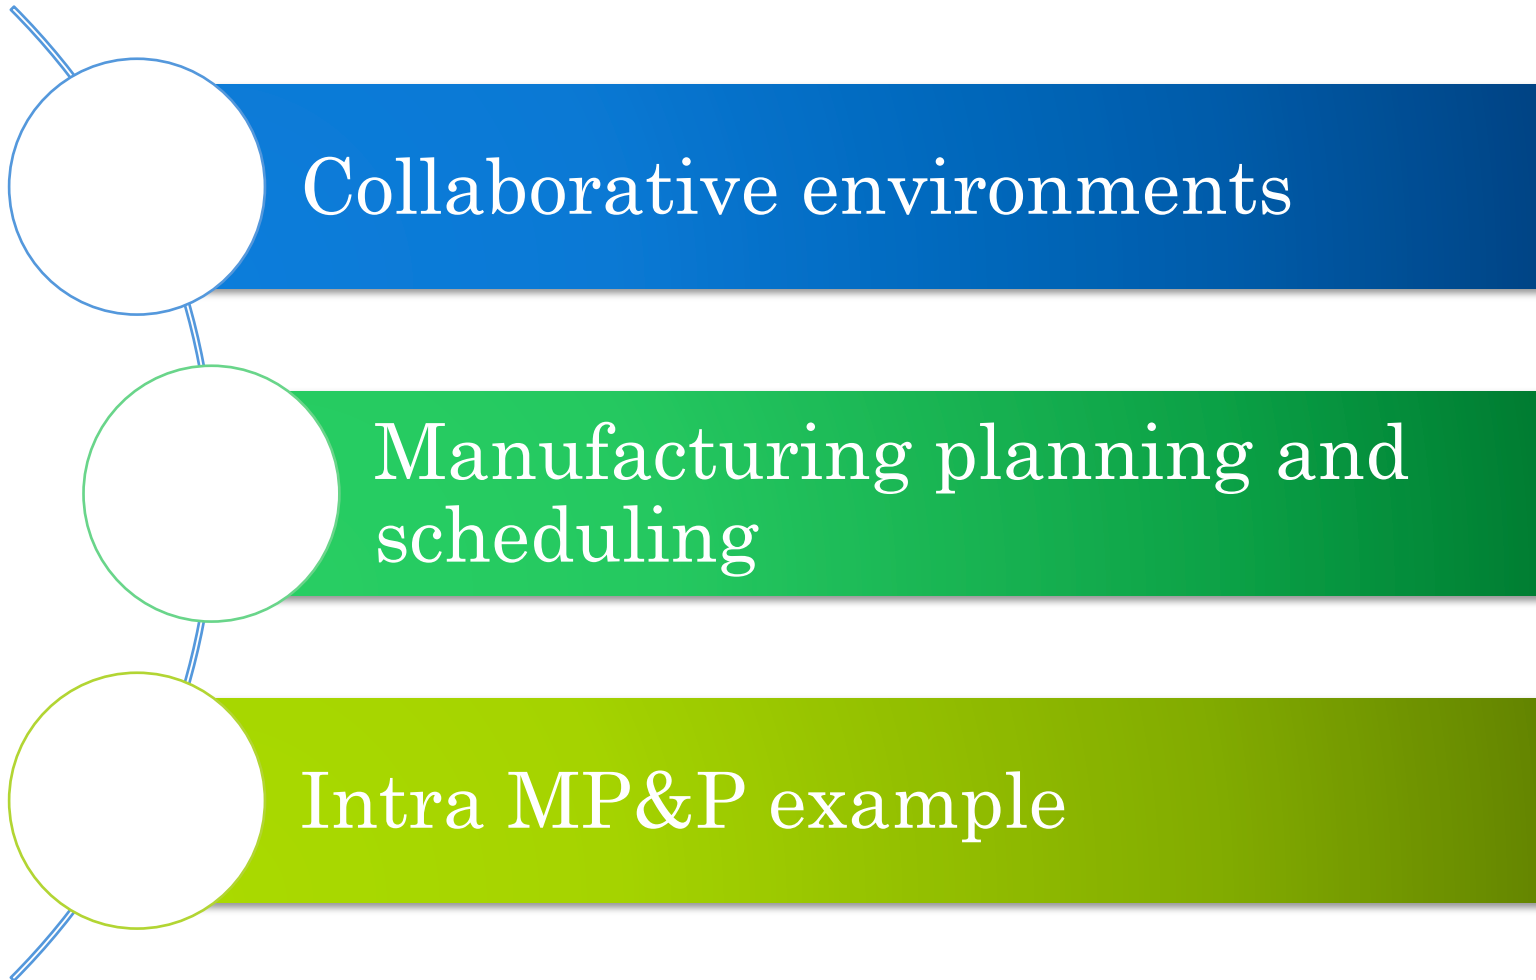 Collaborative environments
Manufacturing planning and
scheduling
Intra MP&P example